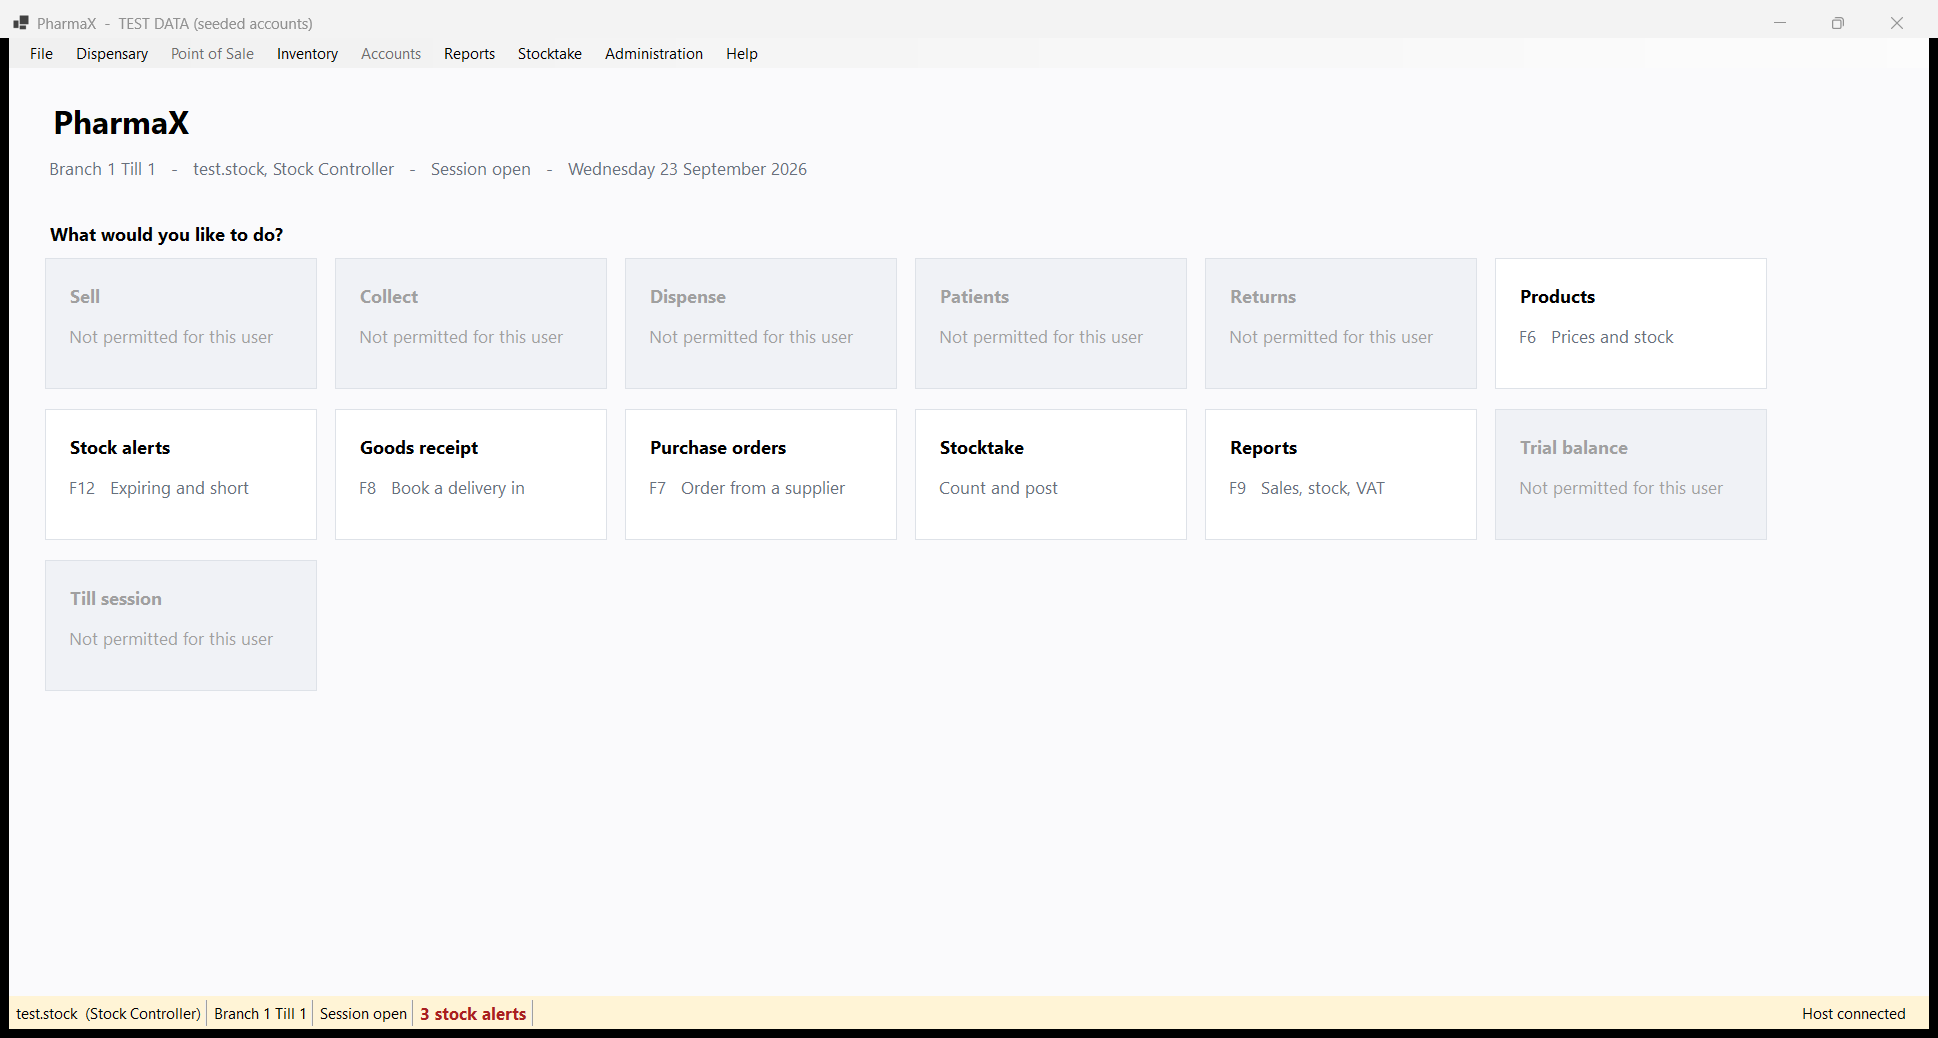 PharmaX - TEST DATA (seeded accounts)
File Dispensary Point of Sale Inventory Accounts Reports Stocktake Administration Help
PharmaX
Branch 1 Till 1 - test.stock, Stock Controller - Session open - Wednesday 23 September 2026
What would you like to do?
Sell
Not permitted for this user
Collect
Not permitted for this user
Dispense
Not permitted for this user
Patients
Not permitted for this user
Returns
Not permitted for this user
Products
F6 Prices and stock
Stock alerts
F12 Expiring and short
Goods receipt
F8 Book a delivery in
Purchase orders
F7 Order from a supplier
Stocktake
Count and post
Reports
F9 Sales, stock, VAT
Trial balance
Not permitted for this user
Till session
Not permitted for this user
test.stock (Stock Controller) Branch 1 Till 1 Session open 3 stock alerts Host connected